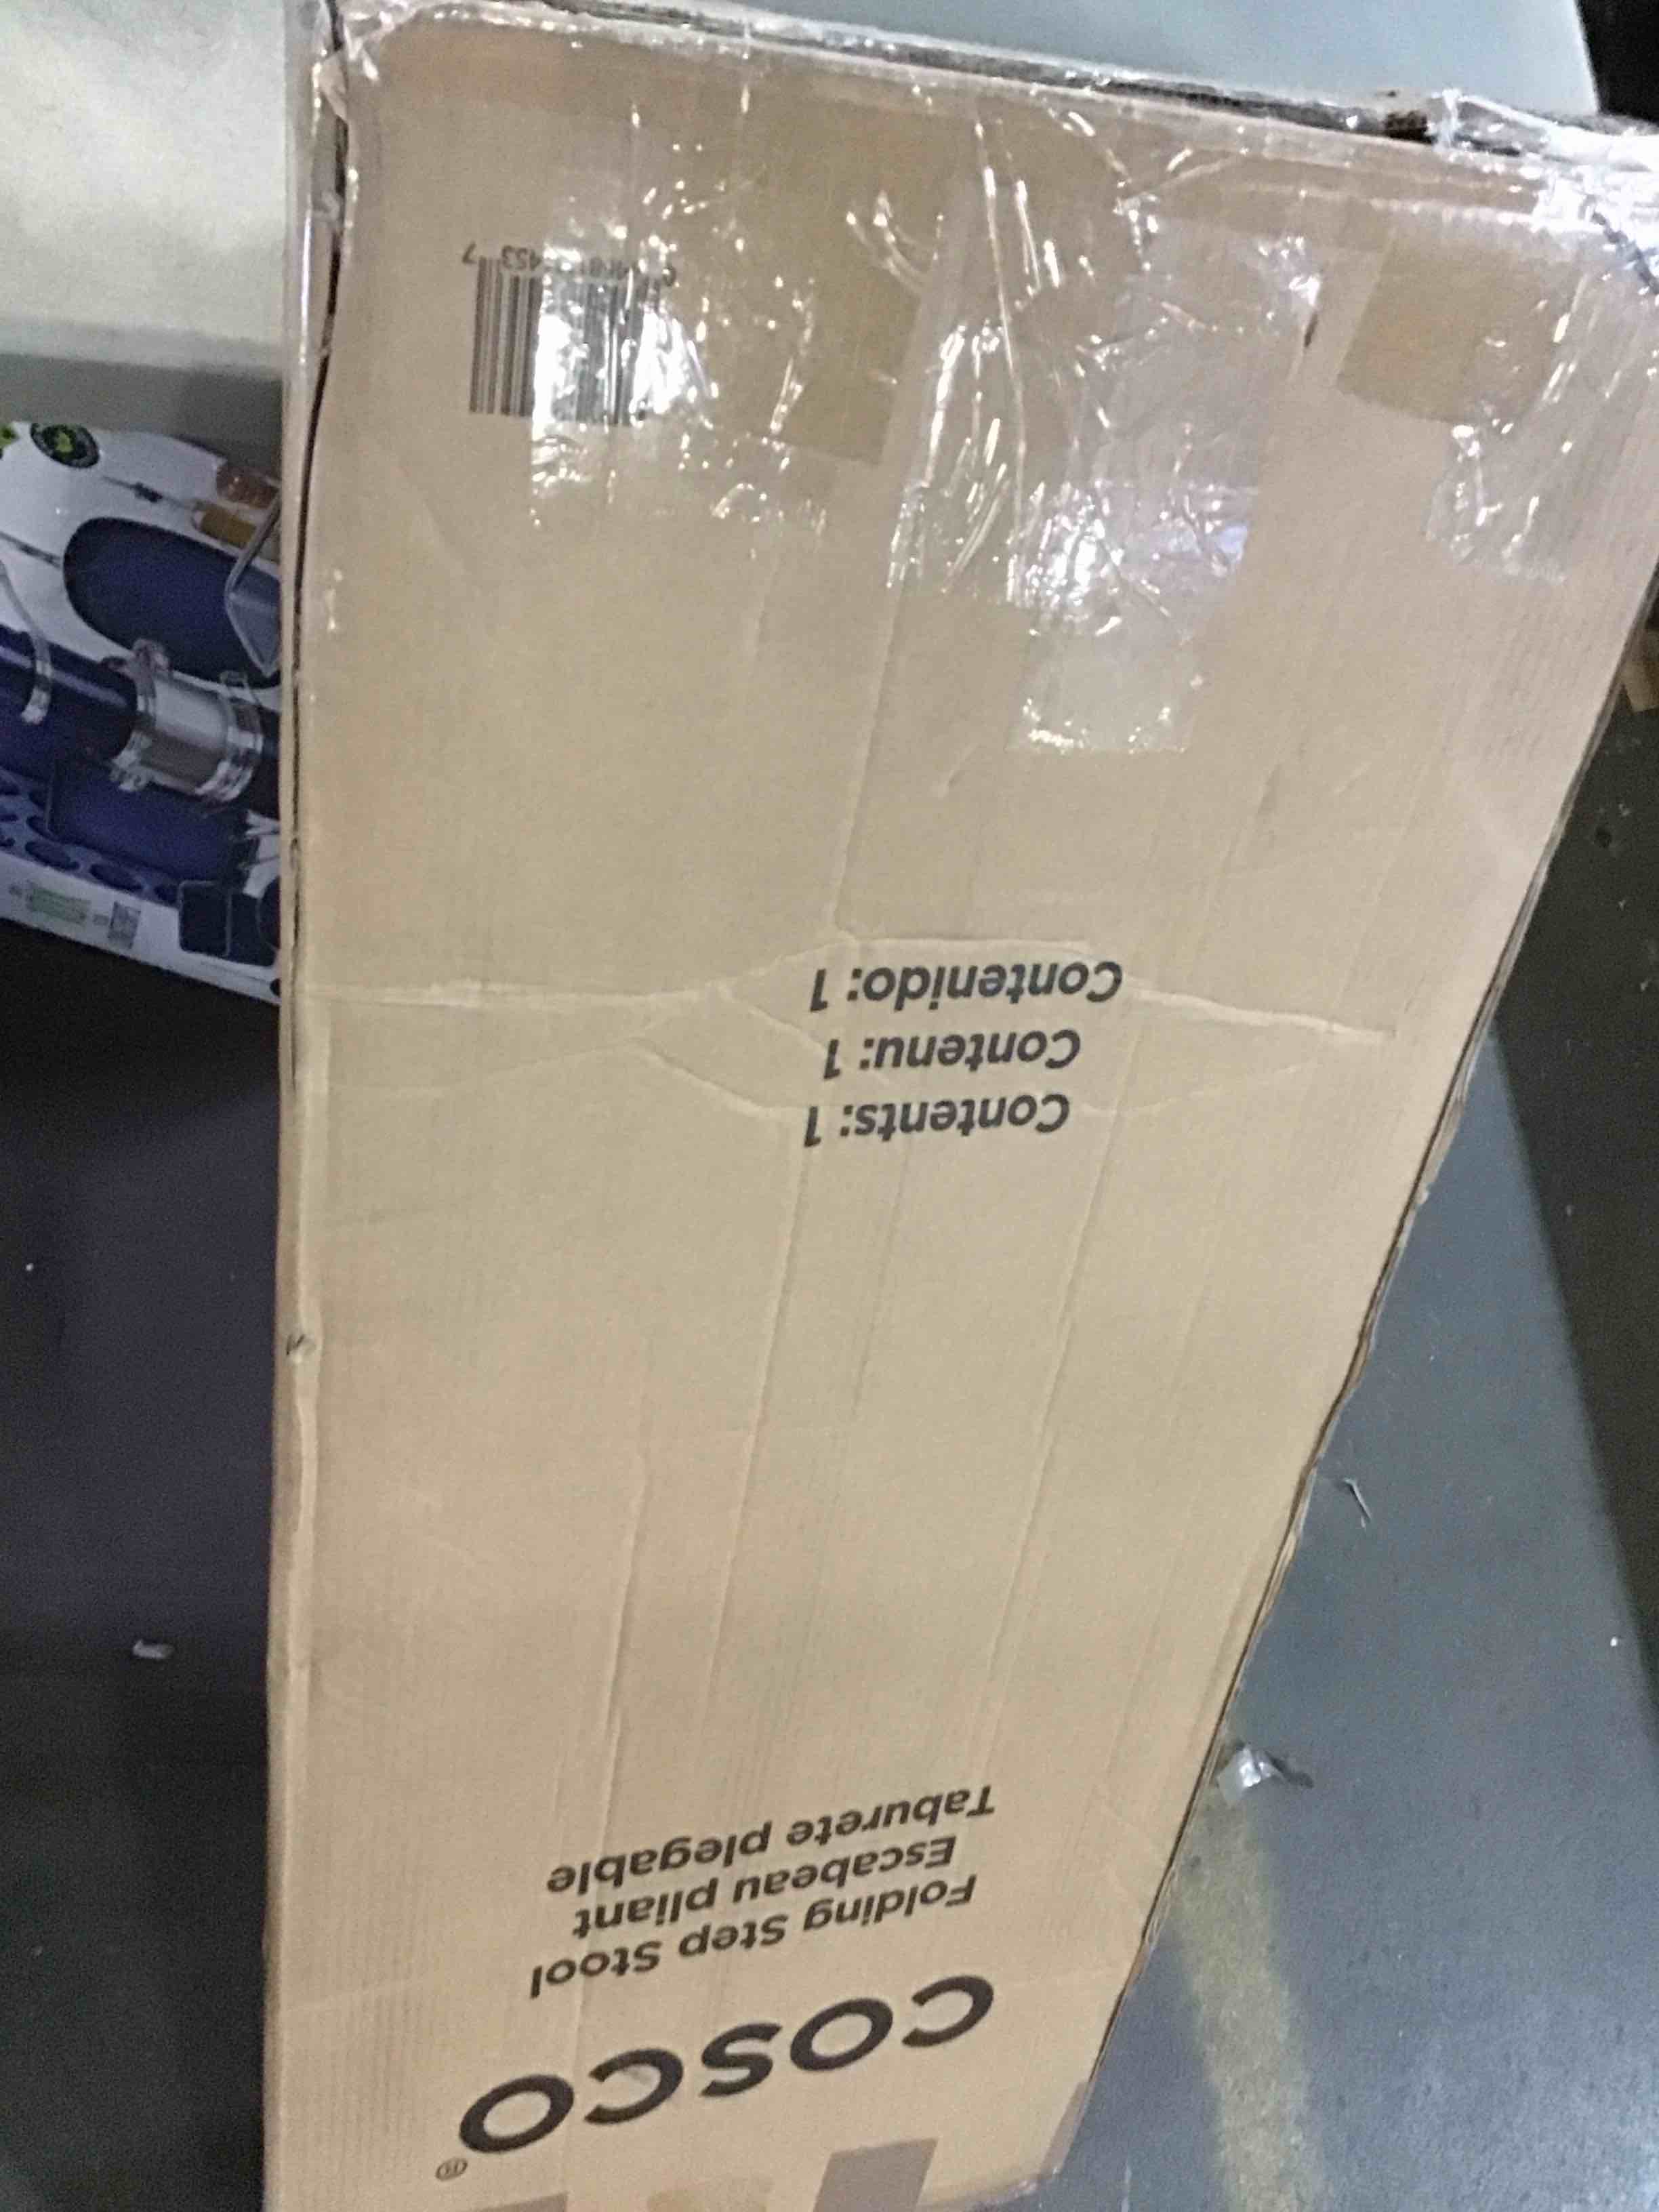 COSCO®
Folding Step Stool
Escabeau pliant
Taburete plegable
Contents: 1
Contenu: 1
Contenido: 1